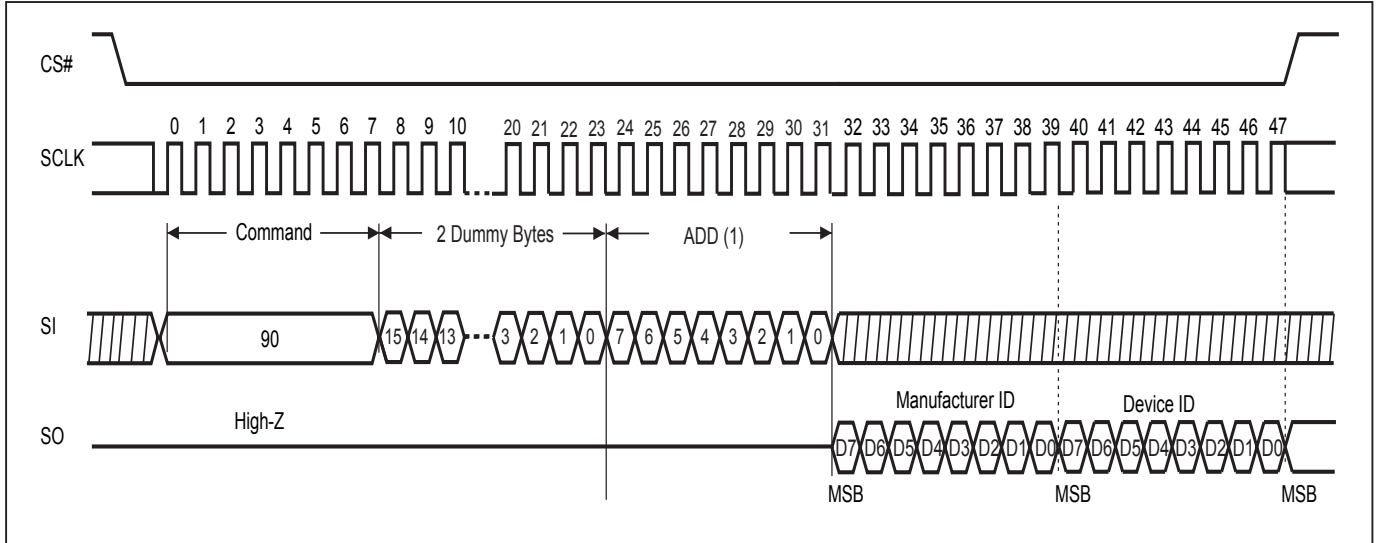 CS#
0 1 2 3 4 5 6 7 8 9 10 20 21 22 23 24 25 26 27 28 29 30 31 32 33 34 35 36 37 38 39 40 41 42 43 44 45 46 47
SCLK
Command 2 Dummy Bytes ADD (1)
SI 90 15 14 13 3 2 1 0 7 6 5 4 3 2 1 0
Manufacturer ID Device ID
High-Z
SO D7 D6 D5 D4 D3 D2 D1 D0 D7 D6 D5 D4 D3 D2 D1 D0
MSB MSB MSB